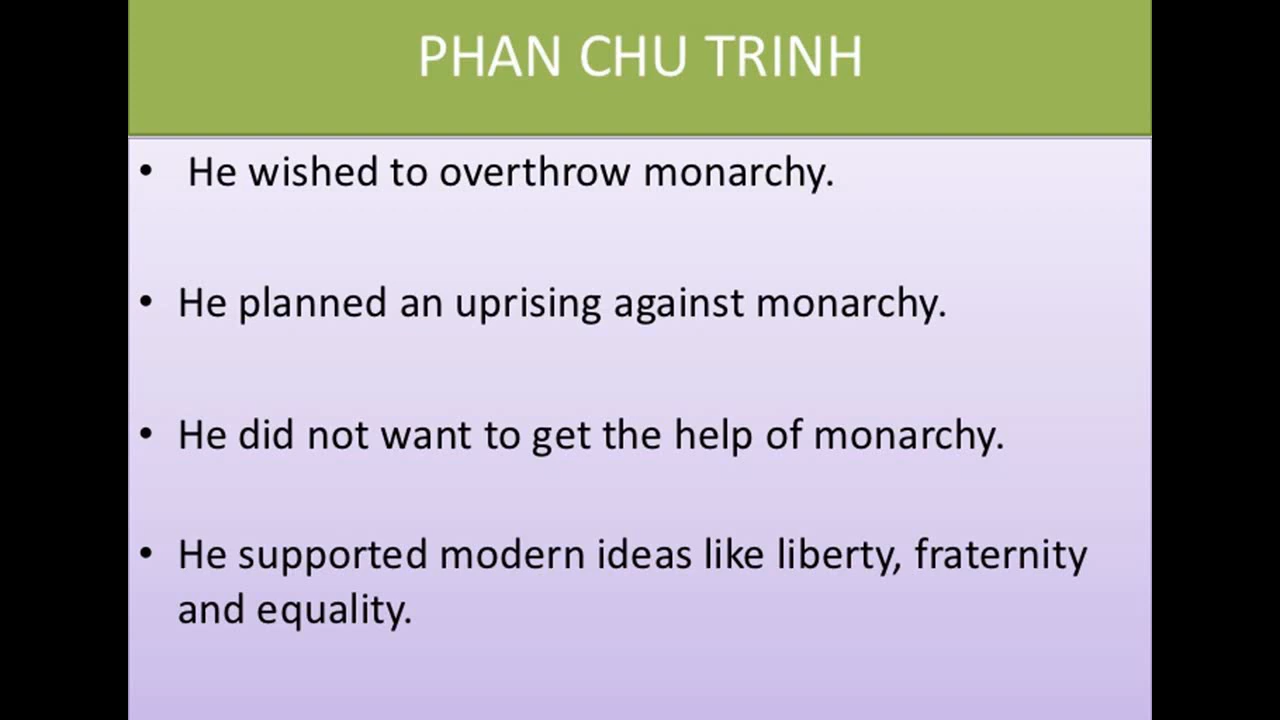 PHAN CHU TRINH
• He wished to overthrow monarchy.
• He planned an uprising against monarchy.
• He did not want to get the help of monarchy.
• He supported modern ideas like liberty, fraternity
and equality.